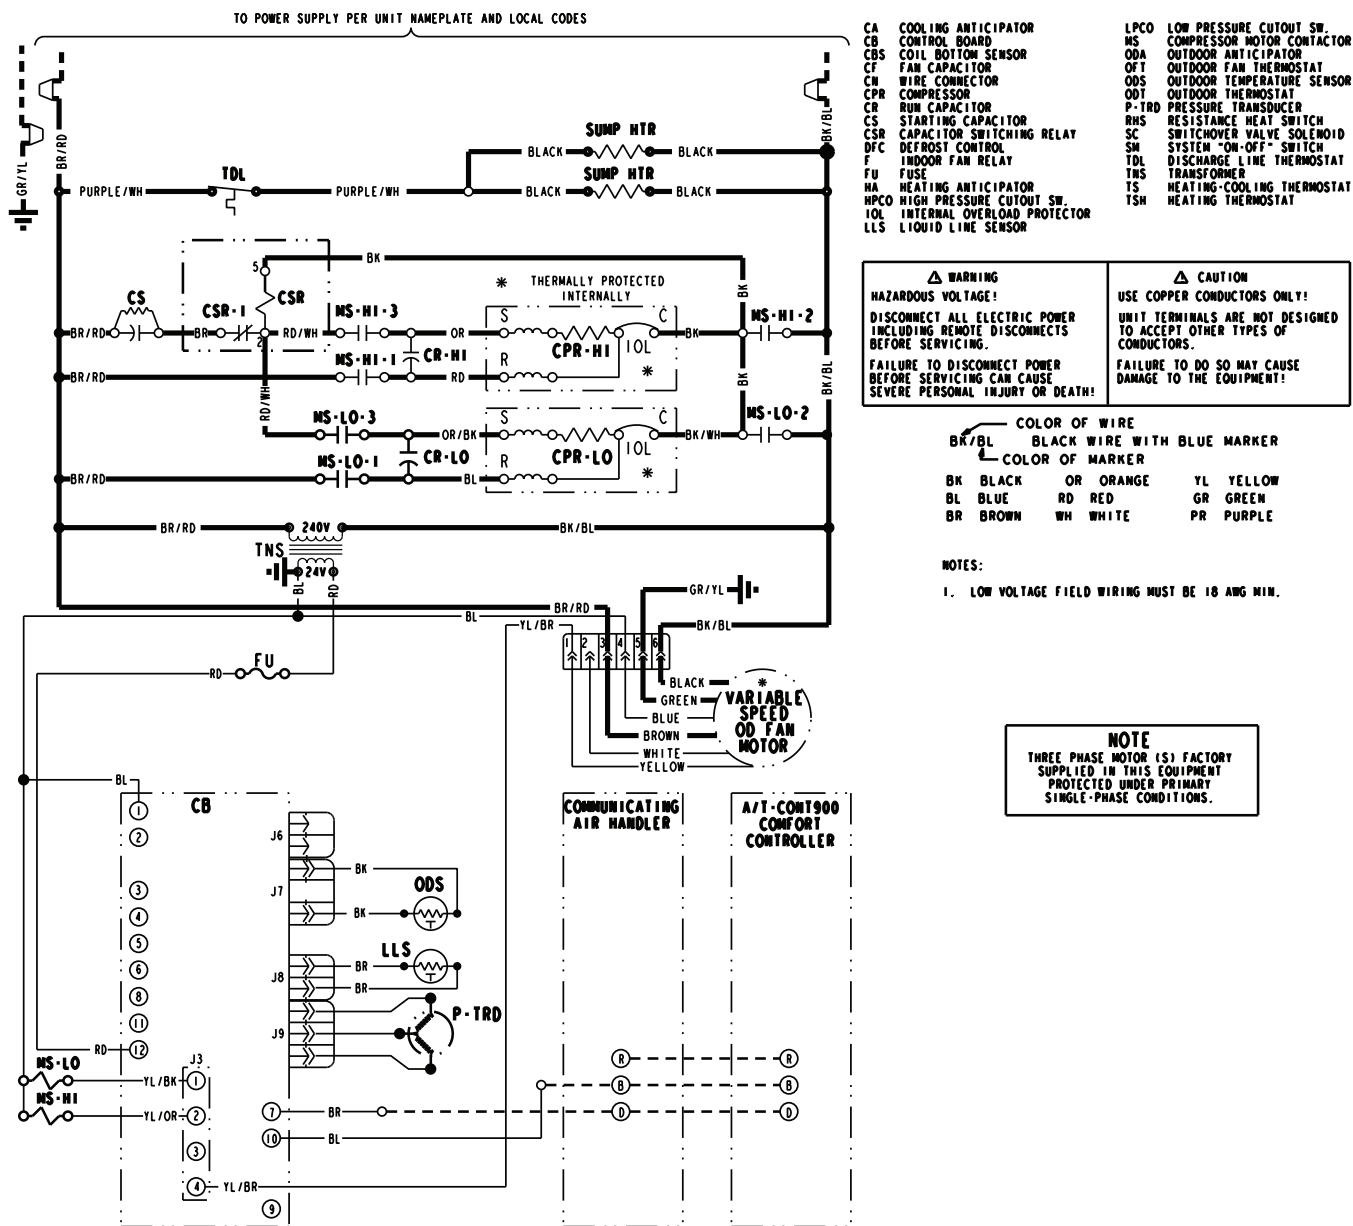 TO POWER SUPPLY PER UNIT NAMEPLATE AND LOCAL CODES
CA COOLING ANTICIPATOR
CB CONTROL BOARD
CBS COIL BOTTOM SENSOR
CF FAN CAPACITOR
CN WIRE CONNECTOR
CPR COMPRESSOR
CR RUN CAPACITOR
CS STARTING CAPACITOR
CSR CAPACITOR SWITCHING RELAY
DFC DEFROST CONTROL
F INDOOR FAN RELAY
FU FUSE
HA HEATING ANTICIPATOR
HPCO HIGH PRESSURE CUTOUT SW.
IOL INTERNAL OVERLOAD PROTECTOR
LLS LIQUID LINE SENSOR
LPCO LOW PRESSURE CUTOUT SW.
MS COMPRESSOR MOTOR CONTACTOR
ODA OUTDOOR ANTICIPATOR
OFT OUTDOOR FAN THERMOSTAT
ODS OUTDOOR TEMPERATURE SENSOR
ODT OUTDOOR THERMOSTAT
P-TRD PRESSURE TRANSDUCER
RHS RESISTANCE HEAT SWITCH
SC SWITCHOVER VALVE SOLENOID
SM SYSTEM "ON-OFF" SWITCH
TDL DISCHARGE LINE THERMOSTAT
TNS TRANSFORMER
TS HEATING-COOLING THERMOSTAT
TSH HEATING THERMOSTAT
GR/YL
BR/RD
BK/BL
SUMP HTR
BLACK BLACK
TDL
SUMP HTR
PURPLE/WH PURPLE/WH BLACK BLACK
BK
5
CSR
* THERMALLY PROTECTED
INTERNALLY
BK
CS
CSR-1
MS-HI-3
S C
MS-HI-2
BR/RD BR 2 RD/WH OR BK
CR-HI
CPR-HI
IOL
MS-HI-1
R
*
BR/RD RD
BK
BK/BL
RD/WH
MS-LO-3
S C
MS-LO-2
OR/BK BK/WH
CR-LO
CPR-LO
IOL
MS-LO-1
R
*
BR/RD BL
BR/RD 240V BK/BL
TNS
24V
BL RD
⚠ WARNING
HAZARDOUS VOLTAGE!
DISCONNECT ALL ELECTRIC POWER
INCLUDING REMOTE DISCONNECTS
BEFORE SERVICING.
FAILURE TO DISCONNECT POWER
BEFORE SERVICING CAN CAUSE
SEVERE PERSONAL INJURY OR DEATH!
⚠ CAUTION
USE COPPER CONDUCTORS ONLY!
UNIT TERMINALS ARE NOT DESIGNED
TO ACCEPT OTHER TYPES OF
CONDUCTORS.
FAILURE TO DO SO MAY CAUSE
DAMAGE TO THE EQUIPMENT!
COLOR OF WIRE
BK/BL BLACK WIRE WITH BLUE MARKER
COLOR OF MARKER
BK BLACK OR ORANGE YL YELLOW
BL BLUE RD RED GR GREEN
BR BROWN WH WHITE PR PURPLE
NOTES:
1. LOW VOLTAGE FIELD WIRING MUST BE 18 AWG MIN.
GR/YL
BR/RD
BL
YL/BR
BK/BL
1 2 3 4 5 6
FU
RD
BLACK
GREEN
BLUE
BROWN
WHITE
YELLOW
*
VARIABLE
SPEED
OD FAN
MOTOR
NOTE
THREE PHASE MOTOR (S) FACTORY
SUPPLIED IN THIS EQUIPMENT
PROTECTED UNDER PRIMARY
SINGLE-PHASE CONDITIONS.
BL
CB
1
2
3
4
5
6
8
11
12
RD
J6
J7
BK
BK
ODS
LLS
J8
BR
BR
J9
P-TRD
COMMUNICATING
AIR HANDLER
A/T-CONT900
COMFORT
CONTROLLER
R R
B B
D D
J3
MS-LO
YL/BK 1
MS-HI
YL/OR 2
3
4 YL/BR
7 BR
10 BL
9